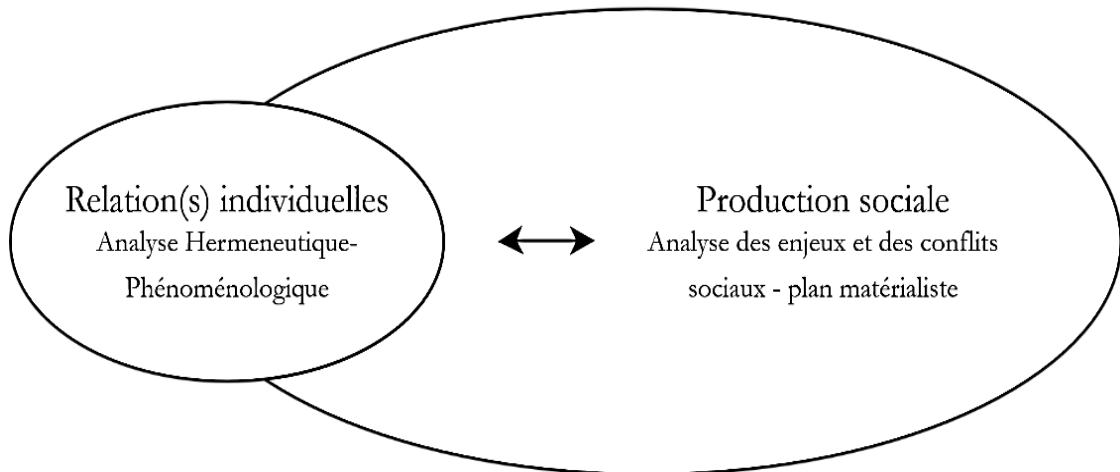 Relation(s) individuelles
Analyse Hermeneutique-
Phénoménologique
Production sociale
Analyse des enjeux et des conflits
sociaux - plan matérialiste